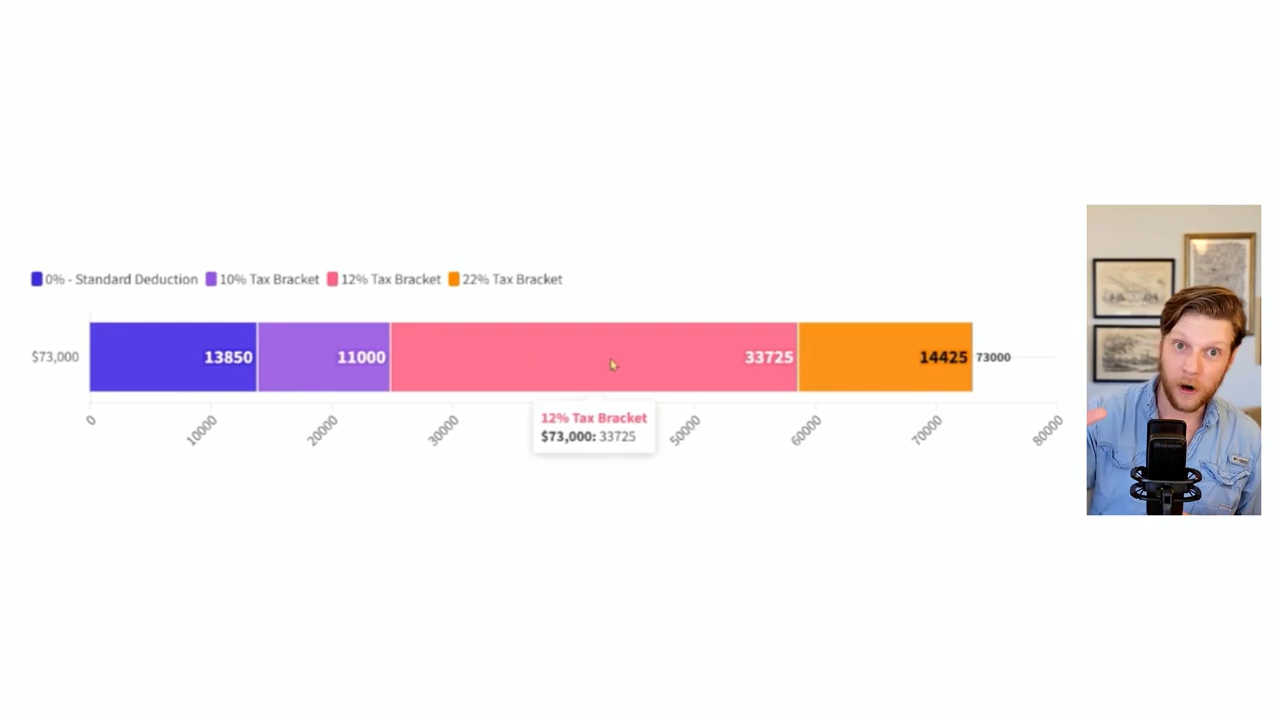 0% - Standard Deduction 10% Tax Bracket 12% Tax Bracket 22% Tax Bracket
$73,000 13850 11000 33725 14425 73000
0 10000 20000 30000 50000 60000 70000 80000
12% Tax Bracket
$73,000: 33725